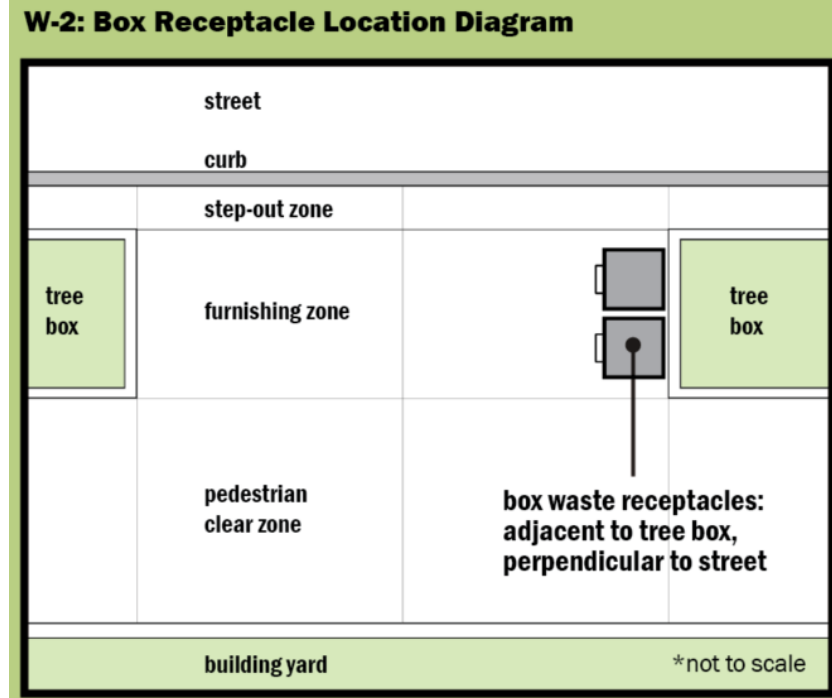 W-2: Box Receptacle Location Diagram
street
curb
step-out zone
tree
box
furnishing zone
tree
box
pedestrian
clear zone
box waste receptacles:
adjacent to tree box,
perpendicular to street
building yard
*not to scale